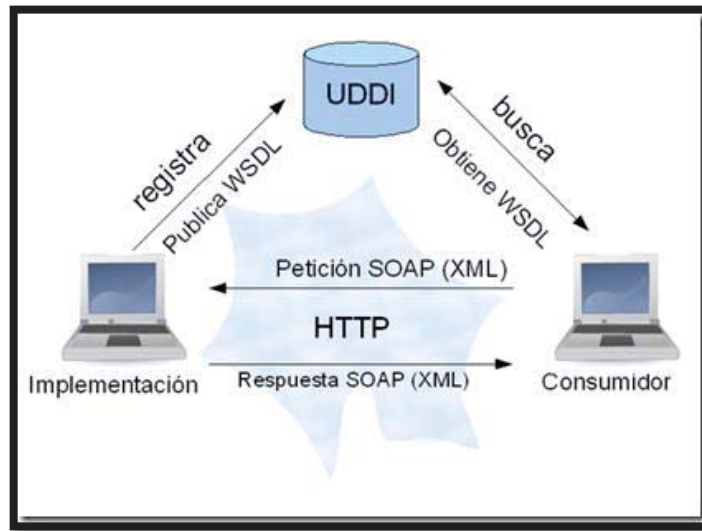 UDDI
registra
Publica WSDL
busca
Obtiene WSDL
Petición SOAP (XML)
HTTP
Respuesta SOAP (XML)
Implementación
Consumidor